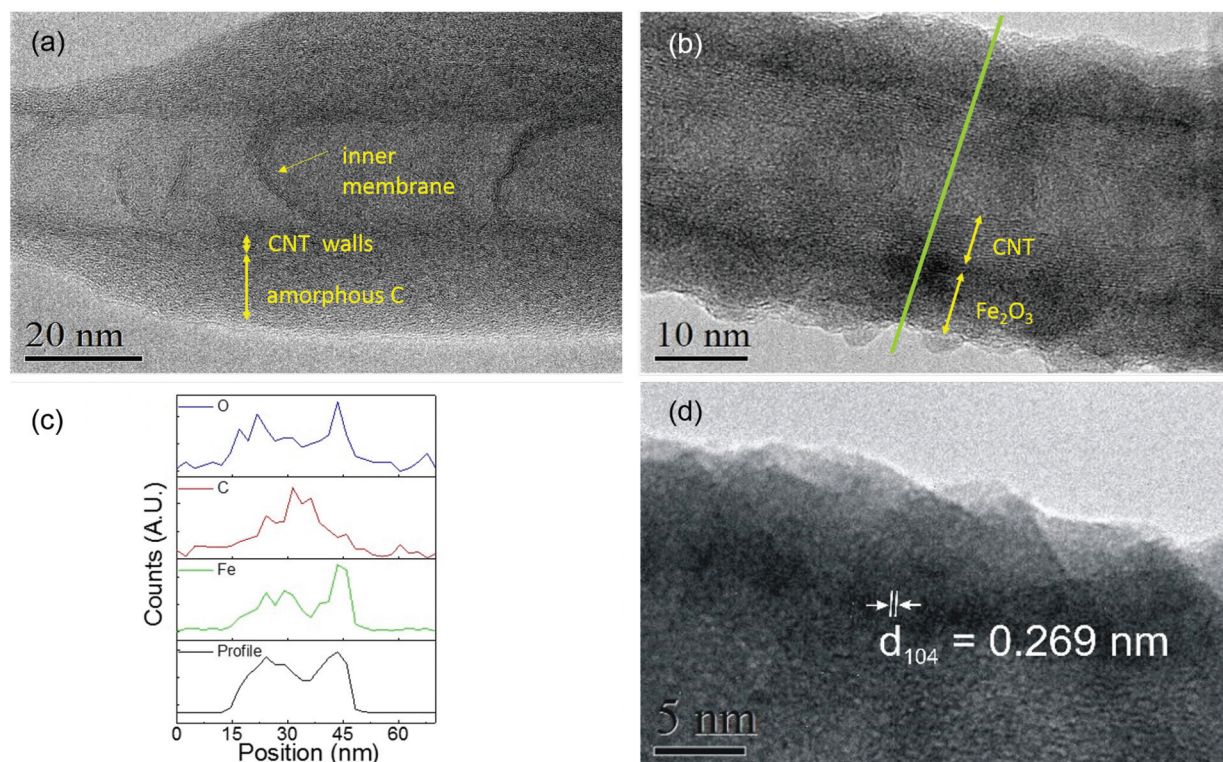 (a)
inner
membrane
CNT walls
amorphous C
20 nm
(b)
CNT
Fe₂O₃
10 nm
(c)
Counts (A.U.)
O
C
Fe
Profile
0 15 30 45 60
Position (nm)
(d)
d₁₀₄ = 0.269 nm
5 nm